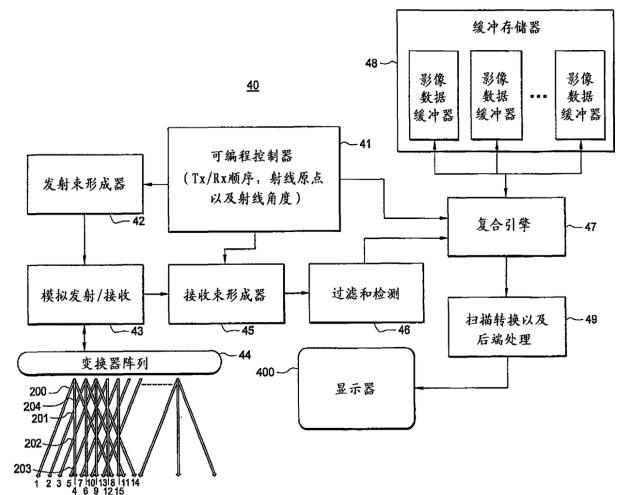 缓冲存储器
48
影像
数据
缓冲器
影像
数据
缓冲器
•••
影像
数据
缓冲器
40
41
可编程控制器
(Tx/Rx顺序，射线原点
以及射线角度)
发射束形成器
42
复合引擎
47
模拟发射/接收
43
接收束形成器
45
过滤和检测
46
扫描转换以及
后端处理
49
变换器阵列
44
显示器
400
200
204
201
202
203
1 2 3 5 7 10 13 8 11 14
4 6 9 12 15